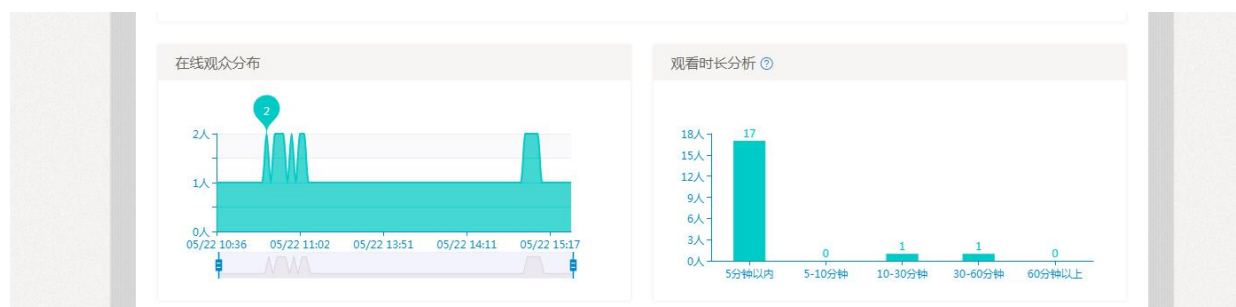 在线观众分布
2
2人
1人
0人
05/22 10:36 05/22 11:02 05/22 13:51 05/22 14:11 05/22 15:17
观看时长分析 ?
18人
15人
12人
9人
6人
3人
0人
17 0 1 1 0
5分钟以内 5-10分钟 10-30分钟 30-60分钟 60分钟以上